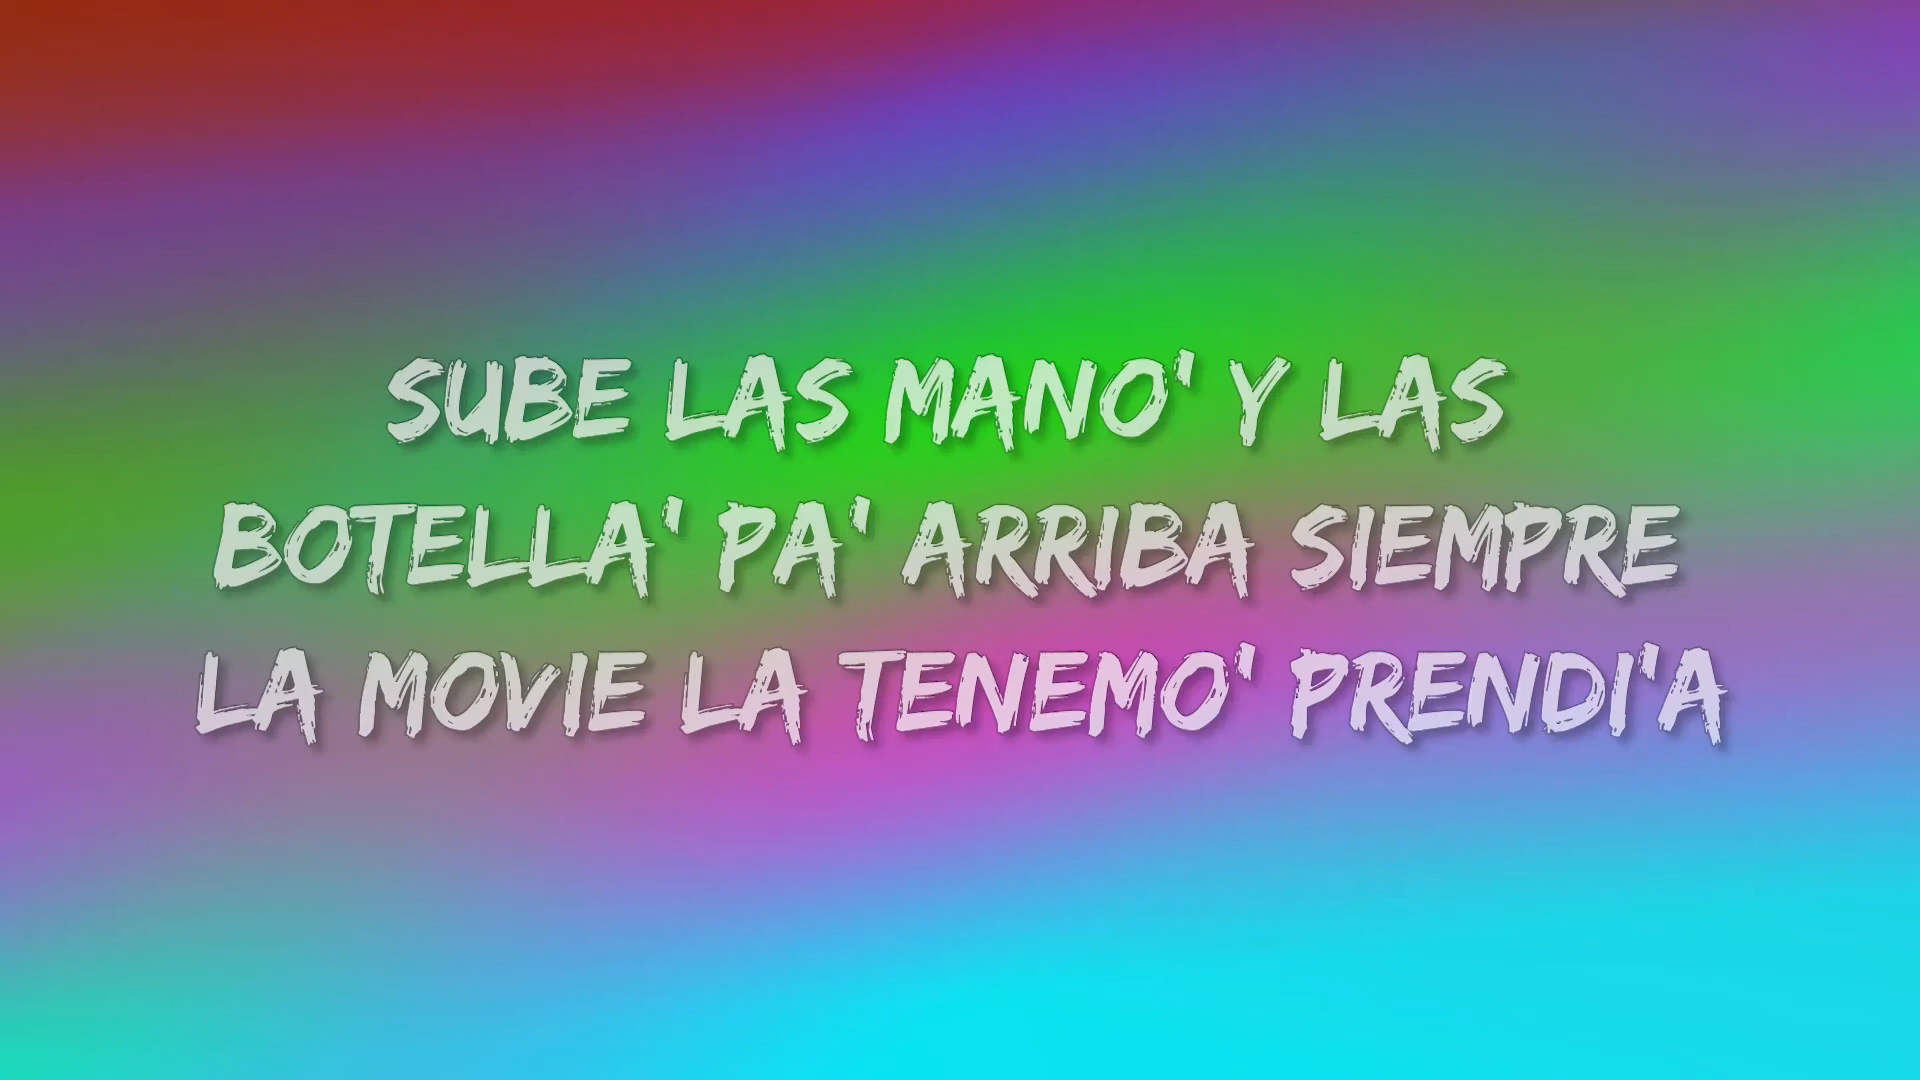 SUBE LAS MANO' Y LAS
BOTELLA' PA' ARRIBA SIEMPRE
LA MOVIE LA TENEMO' PRENDI'A